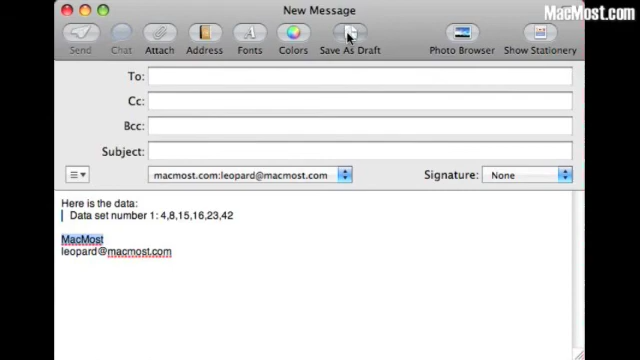 New Message
MacMost.com
Send Chat Attach Address Fonts Colors Save As Draft Photo Browser Show Stationery
To:
Cc:
Bcc:
Subject:
macmost.com:leopard@macmost.com Signature: None
Here is the data:
Data set number 1: 4,8,15,16,23,42
MacMost
leopard@macmost.com